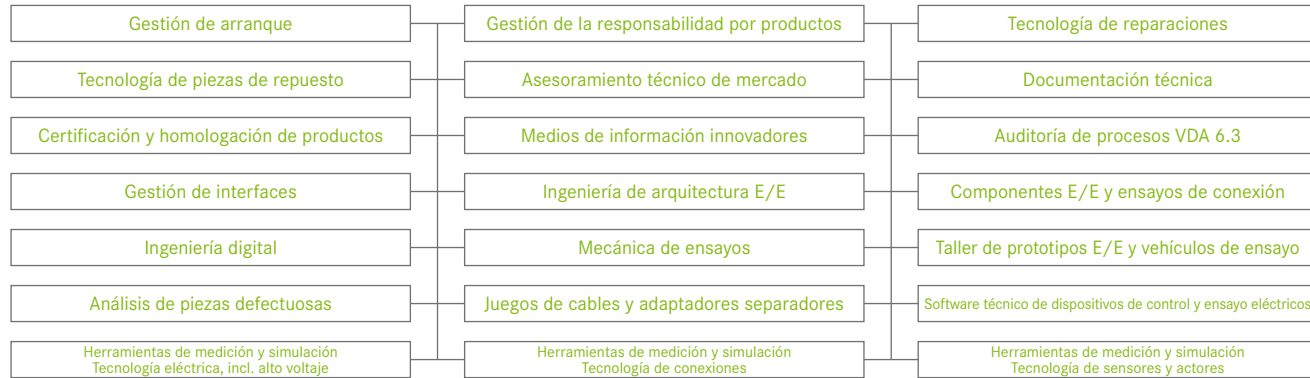 Gestión de arranque
Gestión de la responsabilidad por productos
Tecnología de reparaciones
Tecnología de piezas de repuesto
Asesoramiento técnico de mercado
Documentación técnica
Certificación y homologación de productos
Medios de información innovadores
Auditoría de procesos VDA 6.3
Gestión de interfaces
Ingeniería de arquitectura E/E
Componentes E/E y ensayos de conexión
Ingeniería digital
Mecánica de ensayos
Taller de prototipos E/E y vehículos de ensayo
Análisis de piezas defectuosas
Juegos de cables y adaptadores separadores
Software técnico de dispositivos de control y ensayo eléctricos
Herramientas de medición y simulación
Tecnología eléctrica, incl. alto voltaje
Herramientas de medición y simulación
Tecnología de conexiones
Herramientas de medición y simulación
Tecnología de sensores y actores